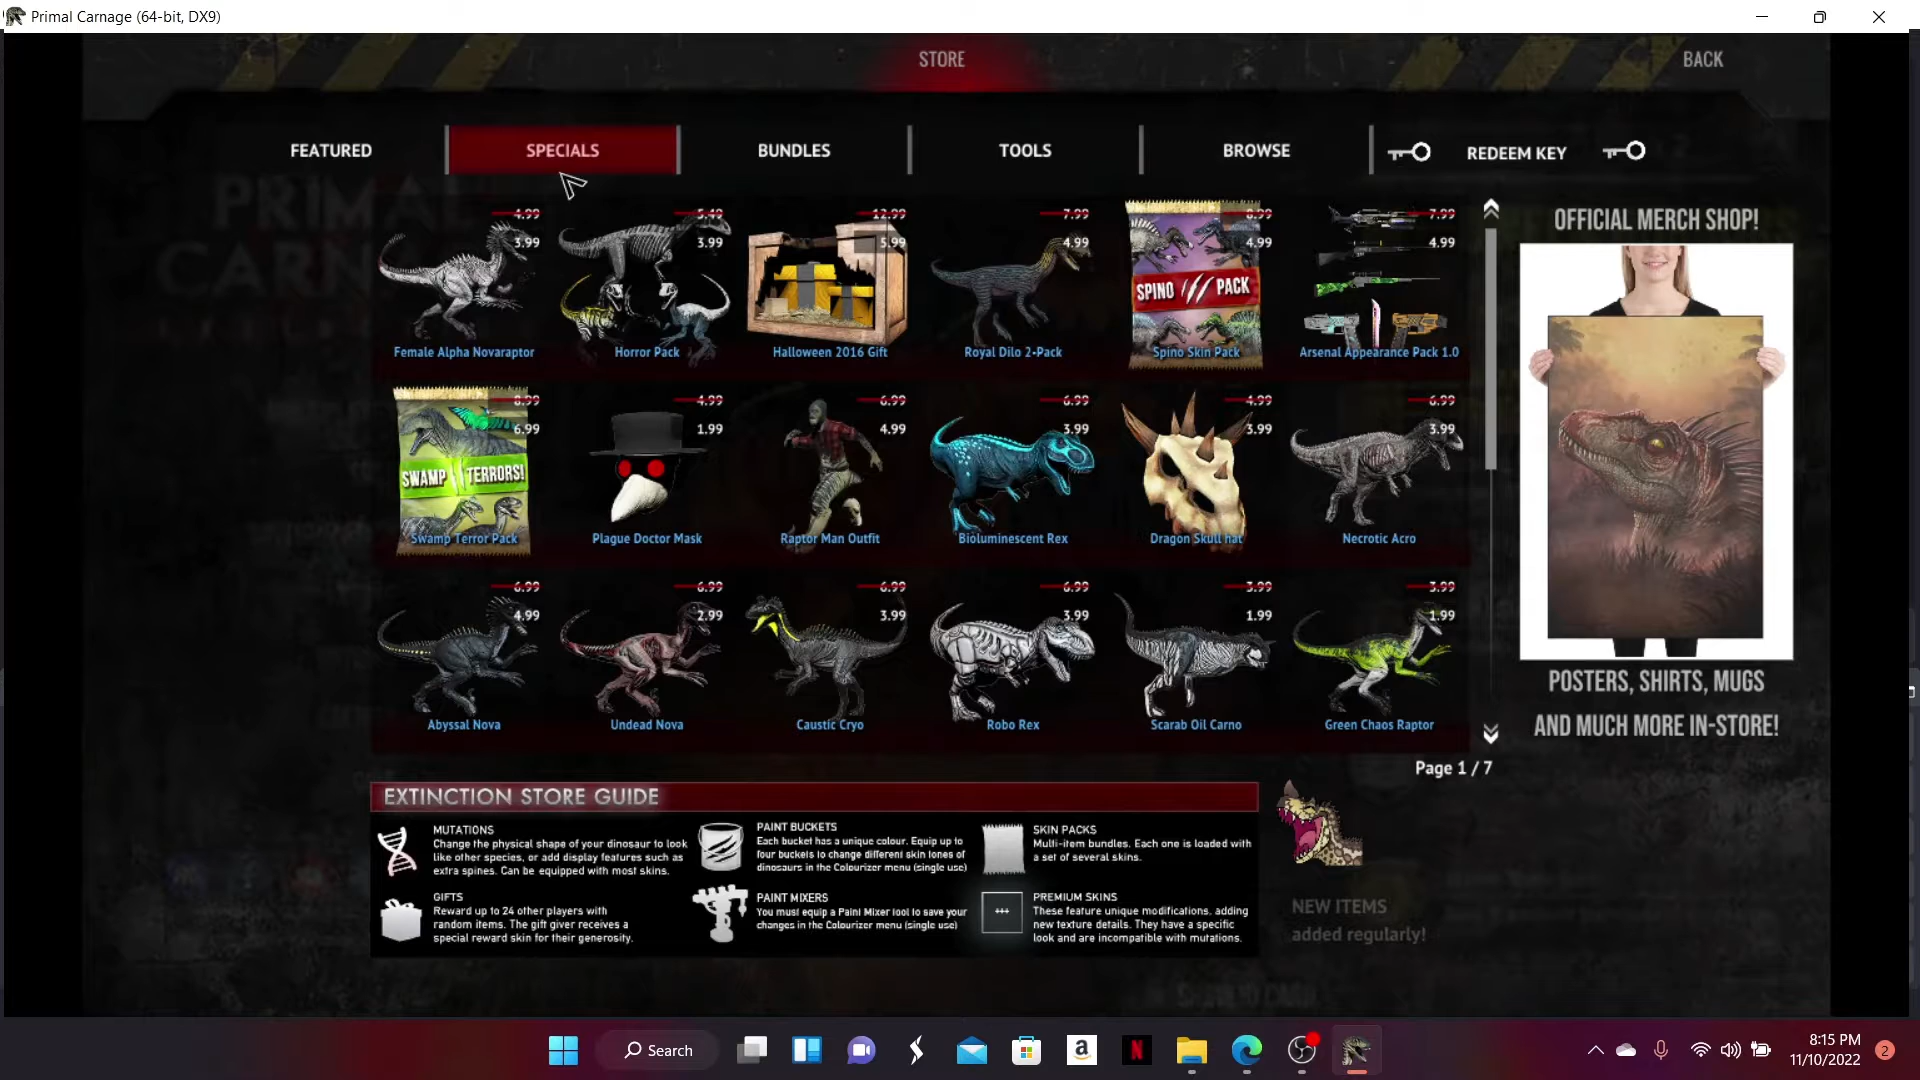 Primal Carnage (64-bit, DX9)
STORE
BACK
FEATURED
SPECIALS
BUNDLES
TOOLS
BROWSE
REDEEM KEY
PRIMAL
CARN
4.99
3.99
Female Alpha Novaraptor
5.49
3.99
Horror Pack
12.99
5.99
Halloween 2016 Gift
7.99
4.99
Royal Dilo 2-Pack
8.99
4.99
SPINO PACK
Spino Skin Pack
7.99
4.99
Arsenal Appearance Pack 1.0
8.99
6.99
SWAMP TERRORS!
Swamp Terror Pack
4.99
1.99
Plague Doctor Mask
6.99
4.99
Raptor Man Outfit
6.99
3.99
Bioluminescent Rex
4.99
3.99
Dragon Skull hat
6.99
3.99
Necrotic Acro
6.99
4.99
Abyssal Nova
6.99
2.99
Undead Nova
6.99
3.99
Caustic Cryo
6.99
3.99
Robo Rex
3.99
1.99
Scarab Oil Carno
3.99
1.99
Green Chaos Raptor
Page 1 / 7
OFFICIAL MERCH SHOP!
POSTERS, SHIRTS, MUGS
AND MUCH MORE IN-STORE!
EXTINCTION STORE GUIDE
MUTATIONS
Change the physical shape of your dinosaur to look
like other species, or add display features such as
extra spines. Can be equipped with most skins.
GIFTS
Reward up to 24 other players with
random items. The gift giver receives a
special reward skin for their generosity.
PAINT BUCKETS
Each bucket has a unique colour. Equip up to
four buckets to change different skin tones of
dinosaurs in the Colourizer menu (single use)
PAINT MIXERS
You must equip a Paint Mixer tool to save your
changes in the Colourizer menu (single use)
SKIN PACKS
Multi-item bundles. Each one is loaded with
a set of several skins.
PREMIUM SKINS
These feature unique modifications, adding
new texture details. They have a specific
look and are incompatible with mutations.
NEW ITEMS
added regularly!
Search
8:15 PM
11/10/2022
2